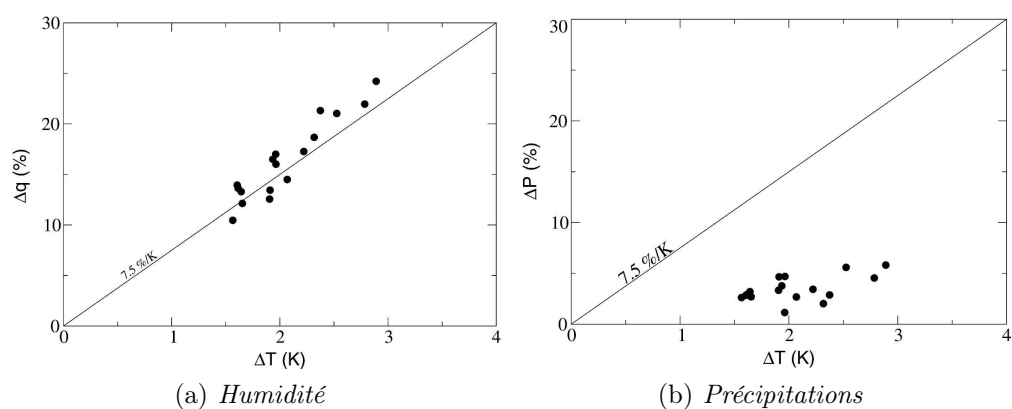 30
20
10
0
Δq (%)
7.5 %/K
0 1 2 3 4
ΔT (K)
(a) Humidité
30
20
10
0
ΔP (%)
7.5 %/K
0 1 2 3 4
ΔT (K)
(b) Précipitations